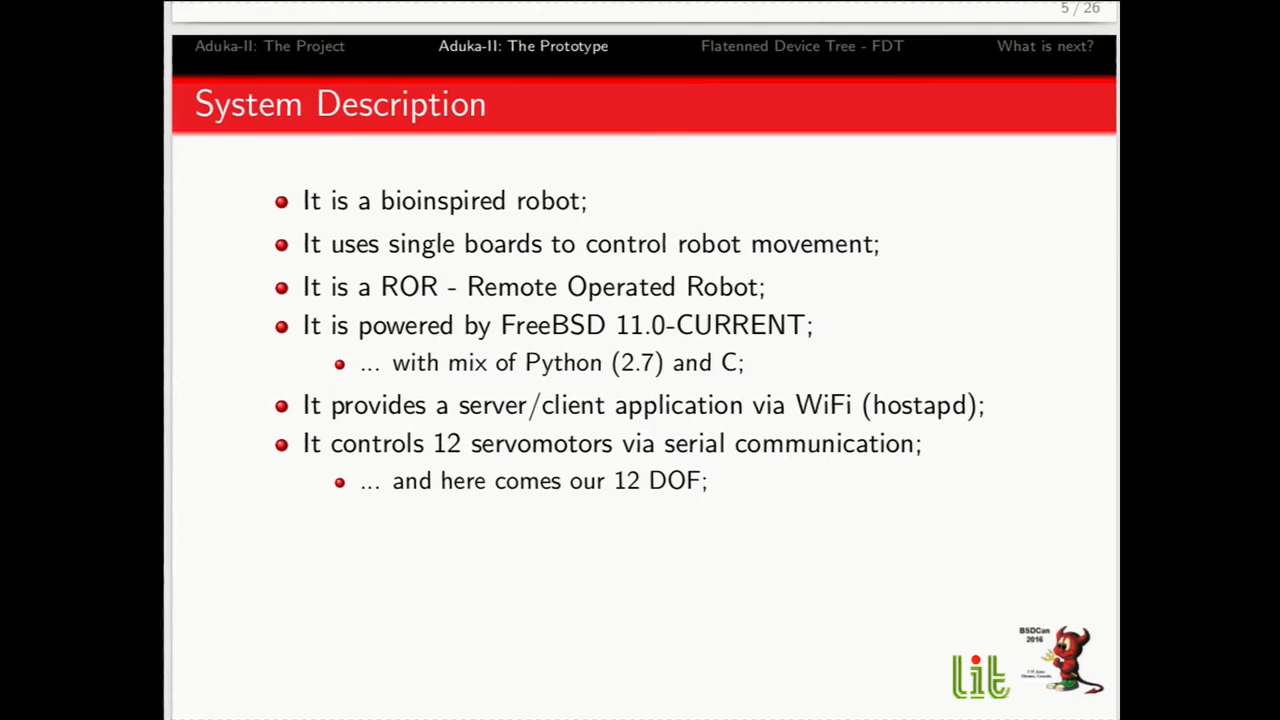 5 / 26
Aduka-II: The Project Aduka-II: The Prototype Flatenned Device Tree - FDT What is next?
System Description
It is a bioinspired robot;
It uses single boards to control robot movement;
It is a ROR - Remote Operated Robot;
It is powered by FreeBSD 11.0-CURRENT;
... with mix of Python (2.7) and C;
It provides a server/client application via WiFi (hostapd);
It controls 12 servomotors via serial communication;
... and here comes our 12 DOF;
BSDCan
2016
lit